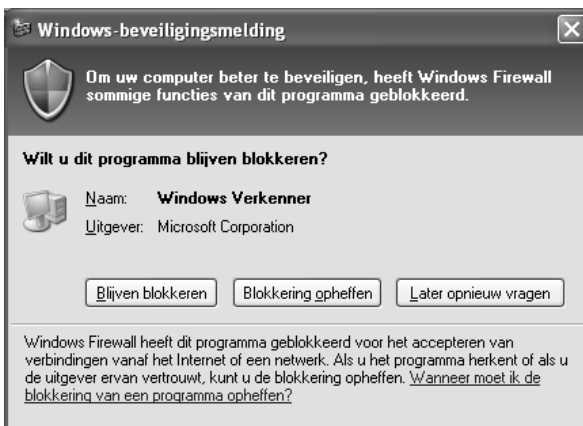 Windows-beveiligingsmelding
Om uw computer beter te beveiligen, heeft Windows Firewall
sommige functies van dit programma geblokkeerd.
Wilt u dit programma blijven blokkeren?
Naam: Windows Verkenner
Uitgever: Microsoft Corporation
Blijven blokkeren Blokkering opheffen Later opnieuw vragen
Windows Firewall heeft dit programma geblokkeerd voor het accepteren van
verbindingen vanaf het Internet of een netwerk. Als u het programma herkent of als u
de uitgever ervan vertrouwt, kunt u de blokkering opheffen. Wanneer moet ik de
blokkering van een programma opheffen?